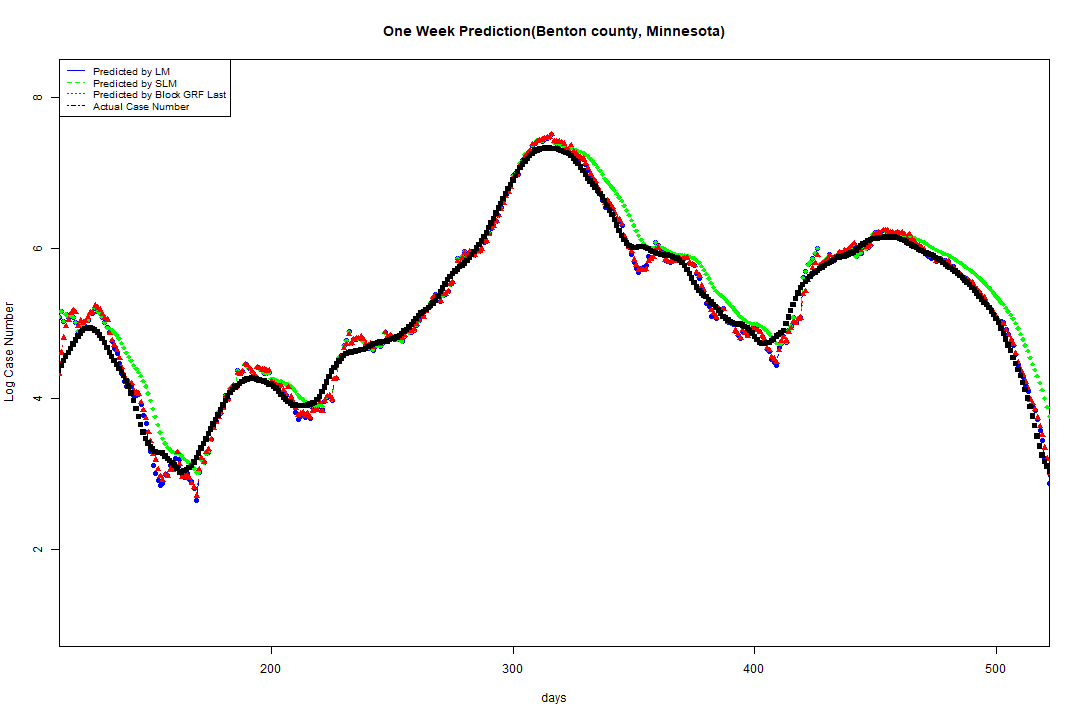 One Week Prediction(Benton county, Minnesota)
Predicted by LM
Predicted by SLM
Predicted by Block GRF Last
Actual Case Number
8
6
4
2
Log Case Number
200 300 400 500
days